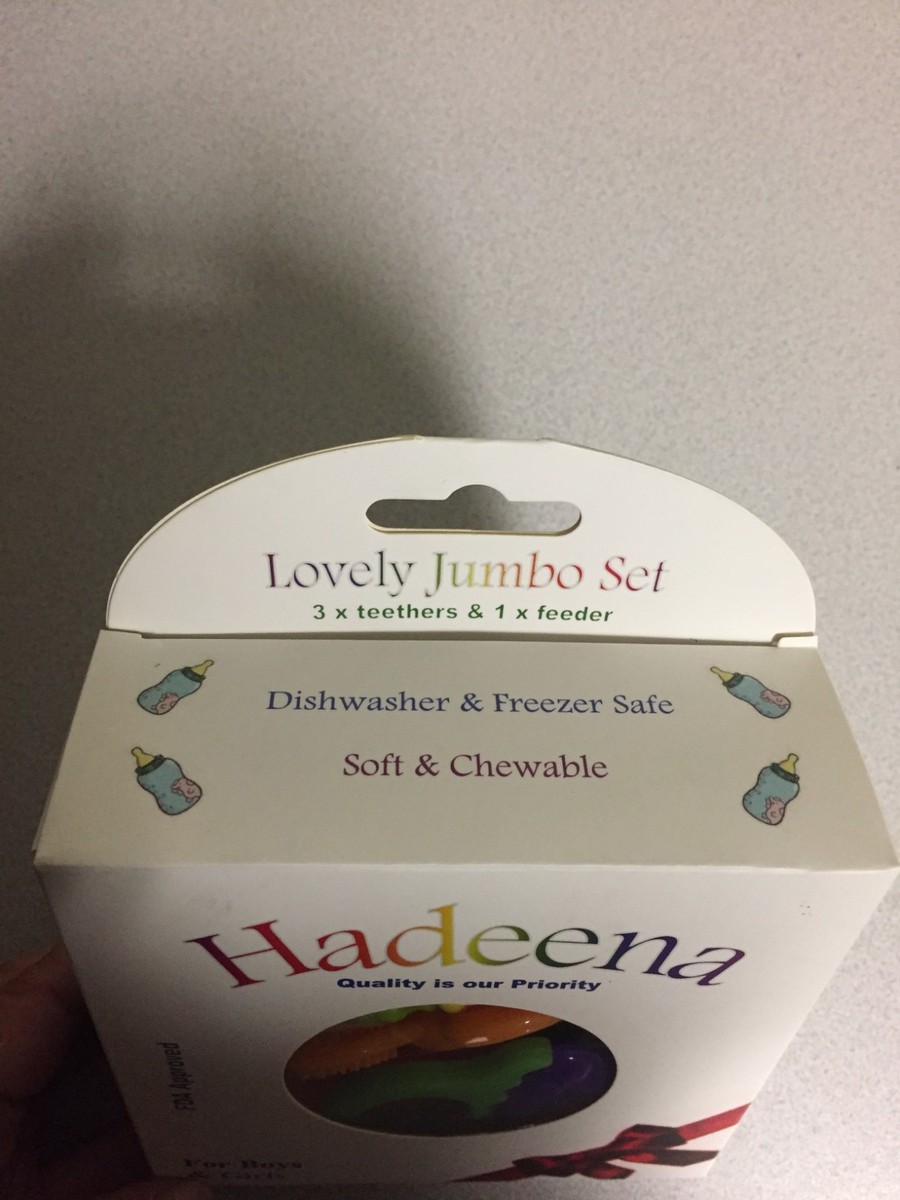 Lovely Jumbo Set
3 x teethers & 1 x feeder
Dishwasher & Freezer Safe
Soft & Chewable
Hadeena
Quality is our Priority
FDA Approved
For Boys
& Girls